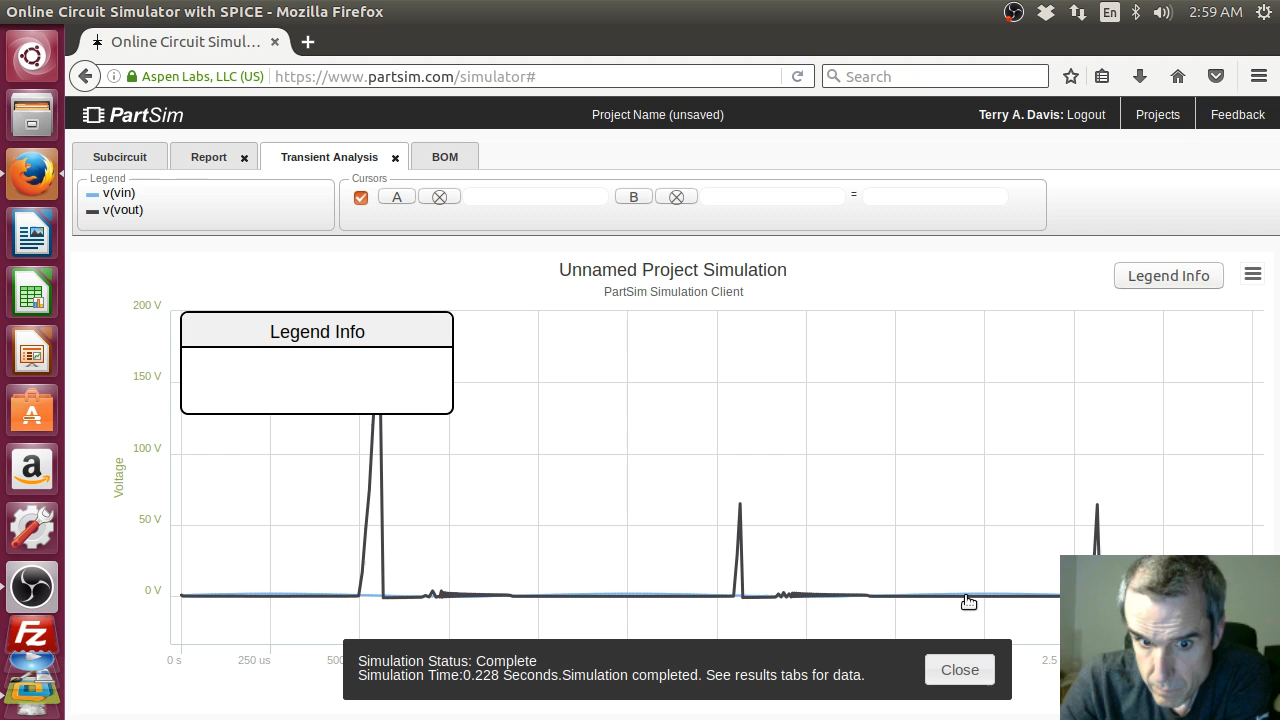 Online Circuit Simulator with SPICE - Mozilla Firefox
En
2:59 AM
Online Circuit Simul...
Aspen Labs, LLC (US)
https://www.partsim.com/simulator#
Search
PartSim
Project Name (unsaved)
Terry A. Davis: Logout
Projects
Feedback
Subcircuit
Report
Transient Analysis
BOM
Legend
v(vin)
v(vout)
Cursors
A
B
=
Unnamed Project Simulation
PartSim Simulation Client
Legend Info
Legend Info
200 V
150 V
100 V
50 V
0 V
Voltage
0 s
250 us
500
2.5
Simulation Status: Complete
Simulation Time:0.228 Seconds.Simulation completed. See results tabs for data.
Close